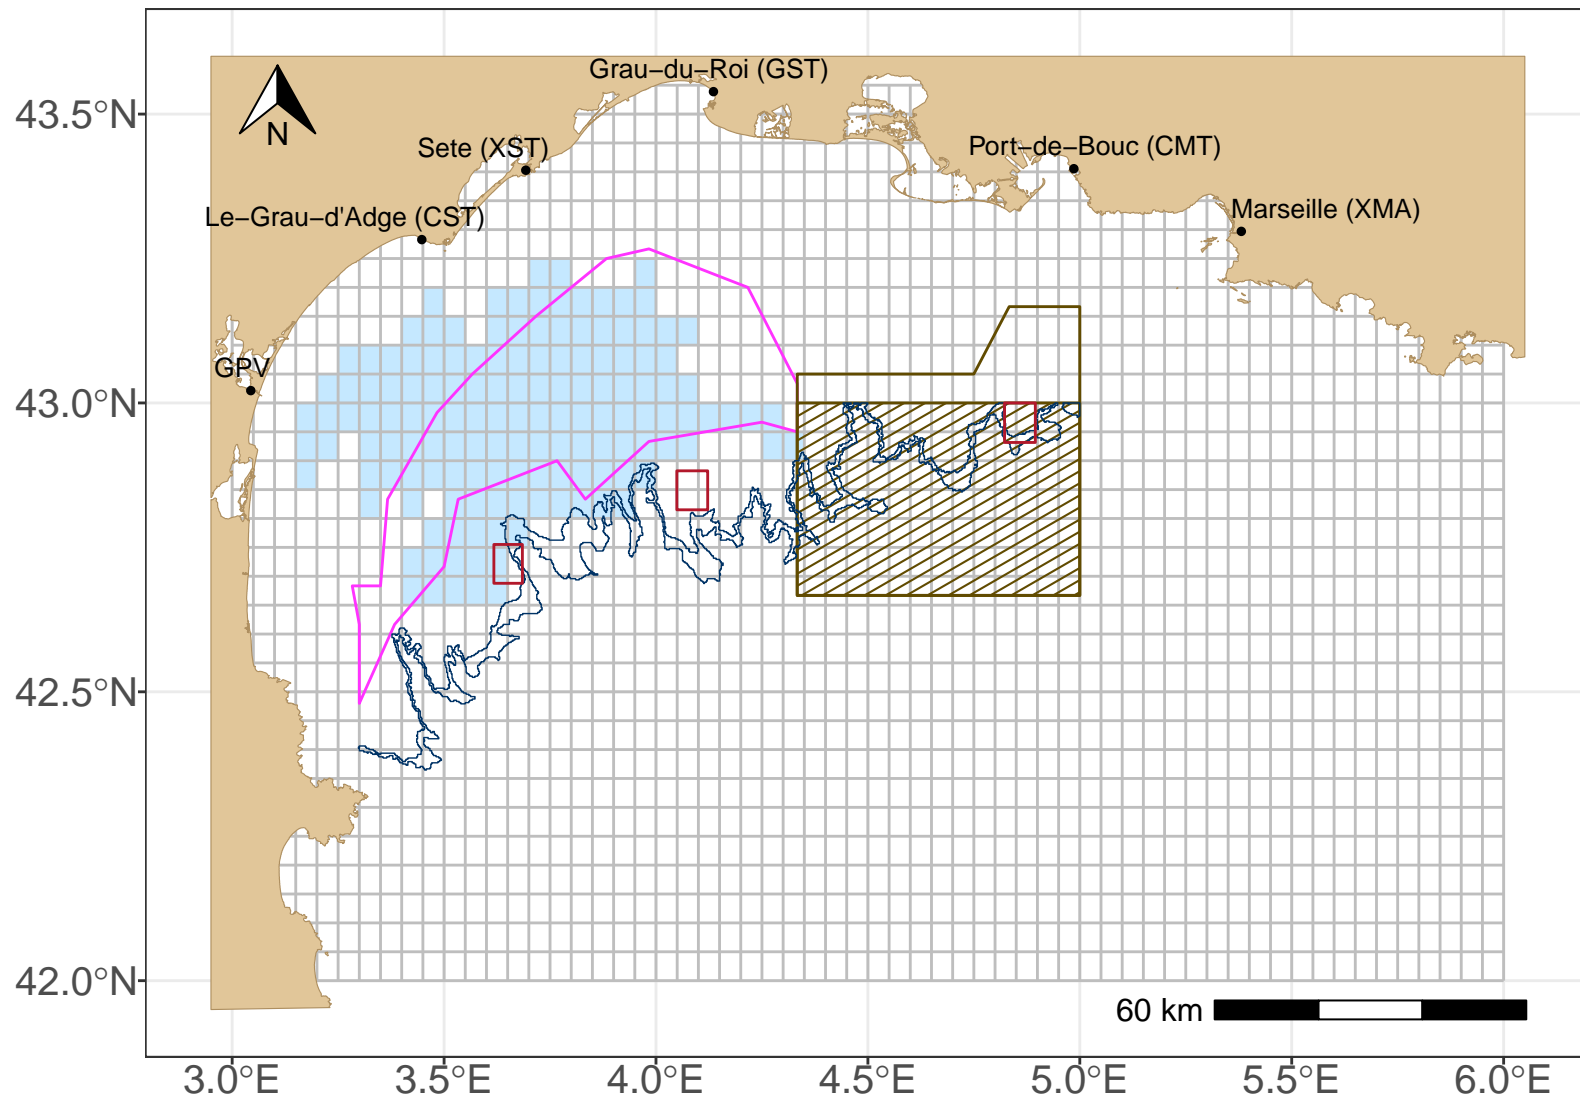 Grau−du−Roi (GST)
43.5°N
N
Sete (XST)
Port−de−Bouc (CMT)
Le−Grau−d'Adge (CST)
Marseille (XMA)
GPV
43.0°N
42.5°N
42.0°N
60 km
3.0°E 3.5°E 4.0°E 4.5°E 5.0°E 5.5°E 6.0°E